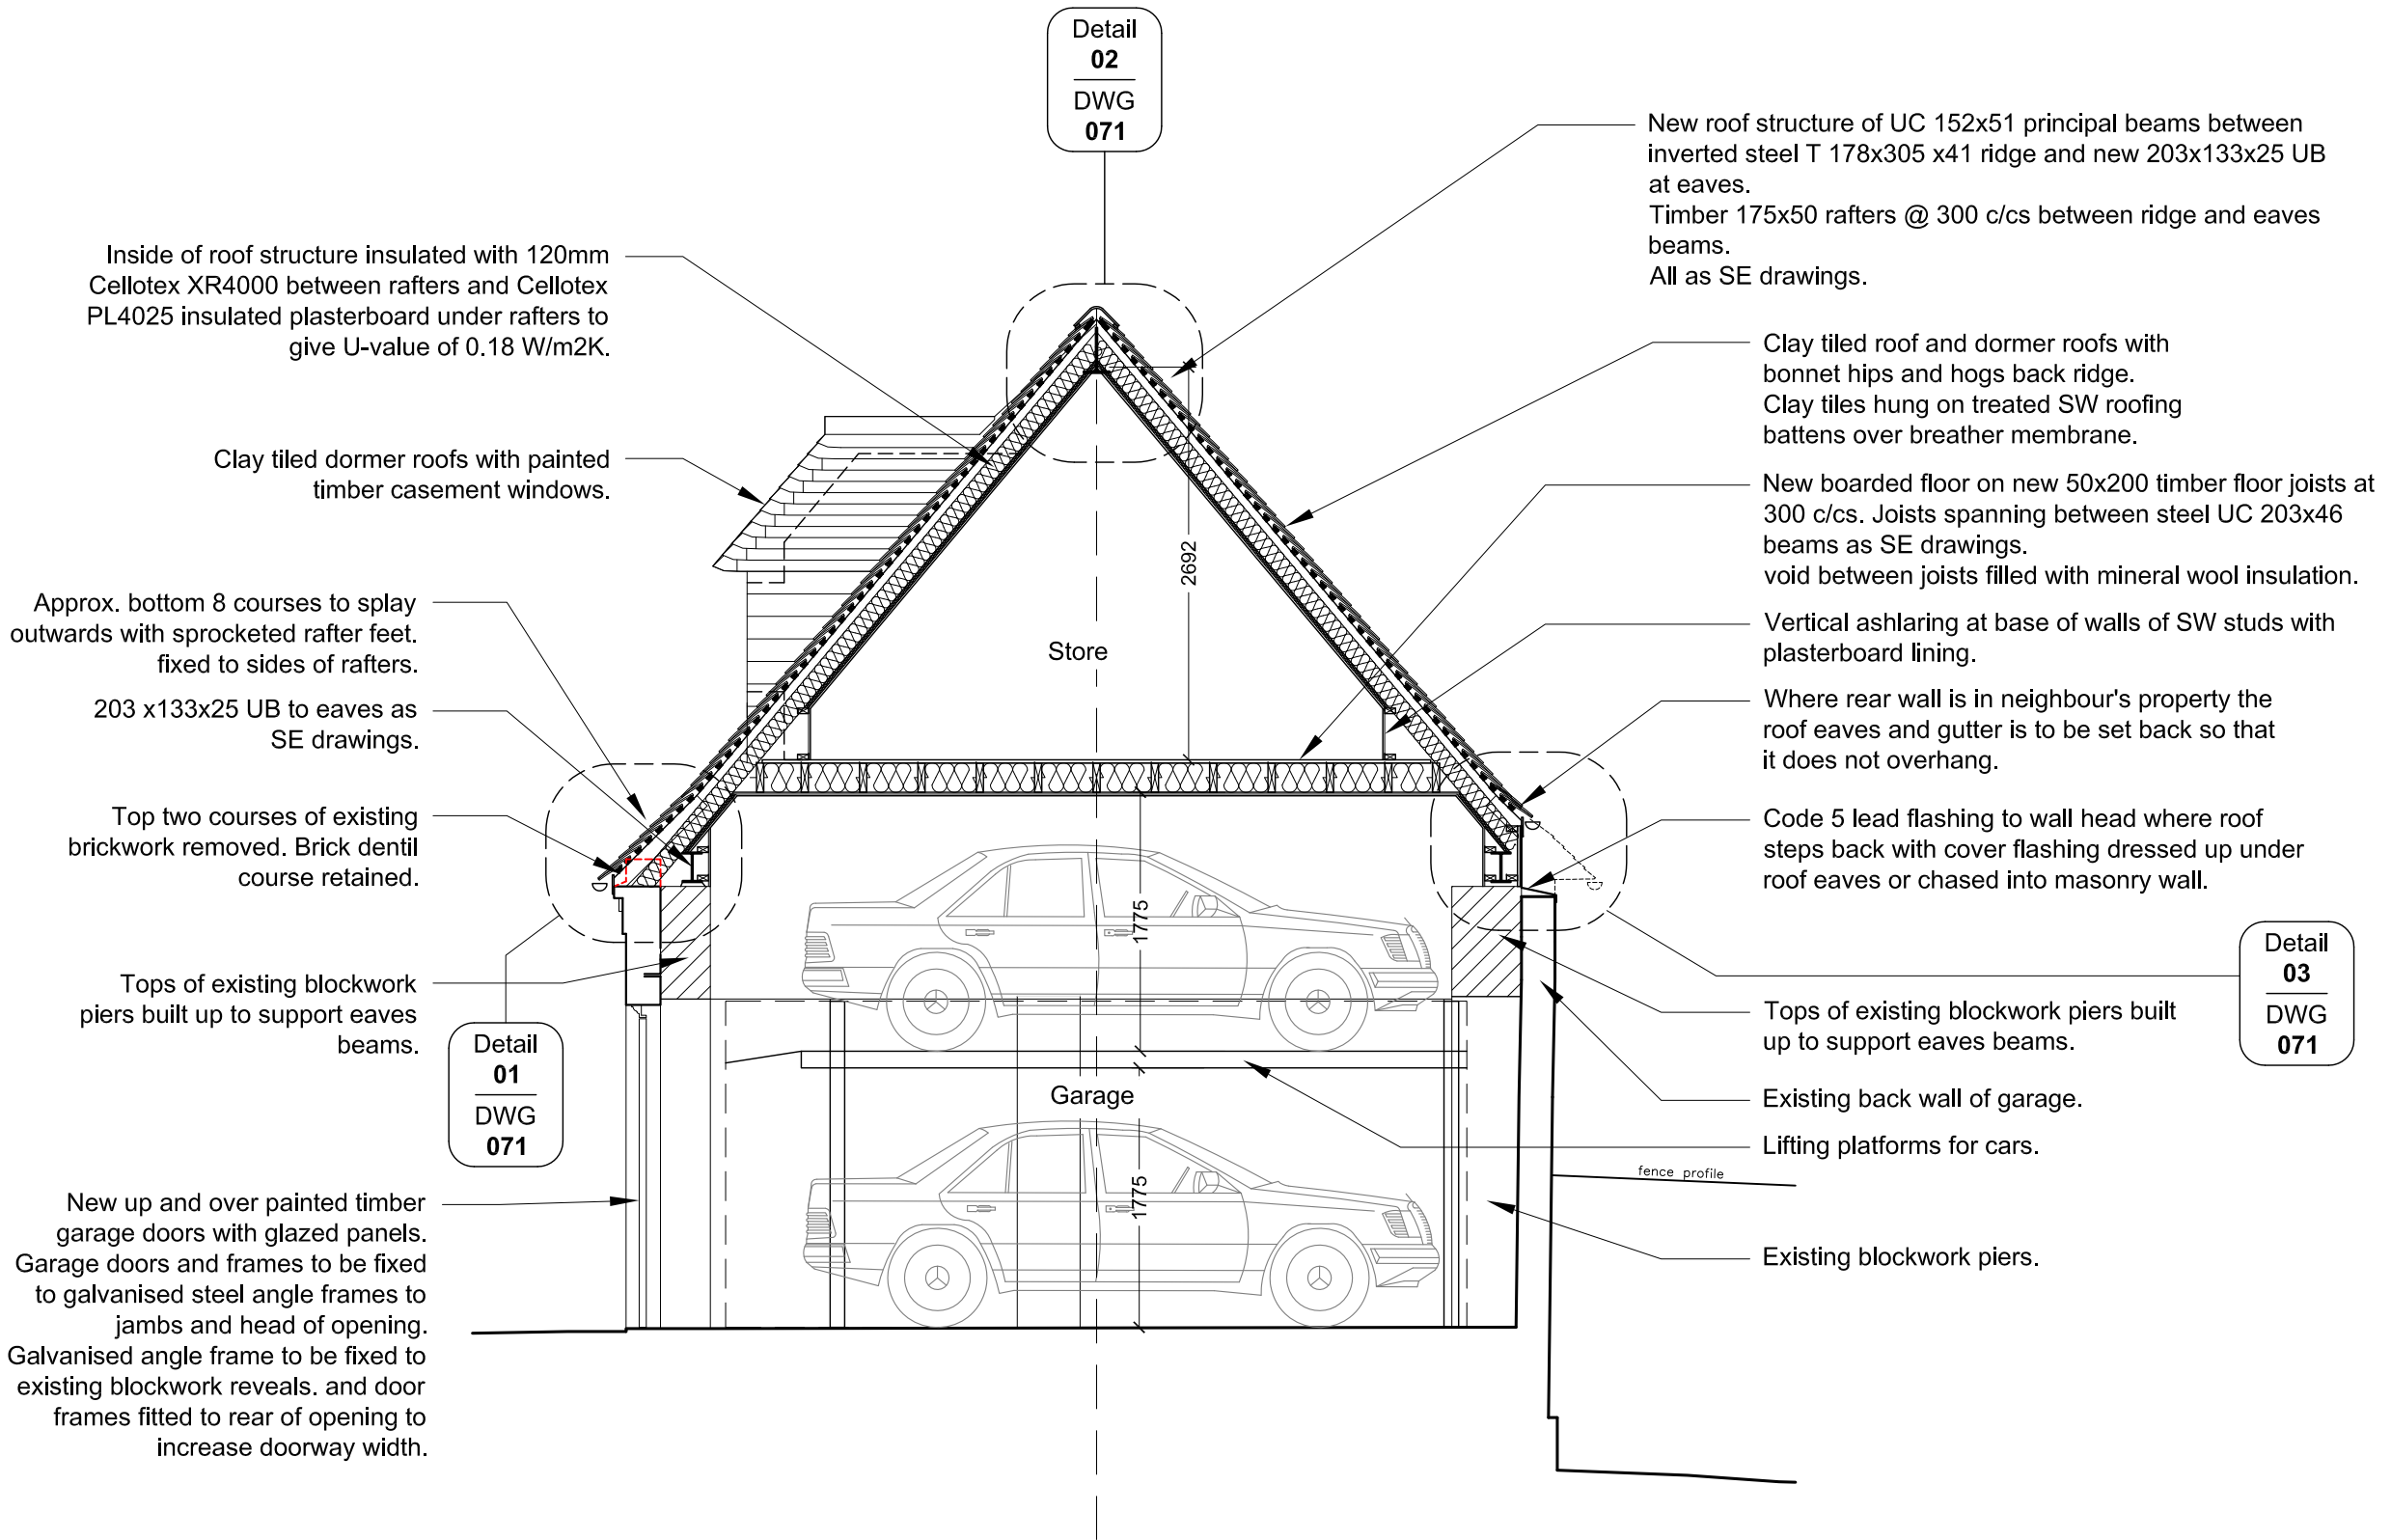 Detail
02
DWG
071
New roof structure of UC 152x51 principal beams between
inverted steel T 178x305 x41 ridge and new 203x133x25 UB
at eaves.
Timber 175x50 rafters @ 300 c/cs between ridge and eaves
beams.
All as SE drawings.
Inside of roof structure insulated with 120mm
Cellotex XR4000 between rafters and Cellotex
PL4025 insulated plasterboard under rafters to
give U-value of 0.18 W/m2K.
Clay tiled roof and dormer roofs with
bonnet hips and hogs back ridge.
Clay tiles hung on treated SW roofing
battens over breather membrane.
Clay tiled dormer roofs with painted
timber casement windows.
New boarded floor on new 50x200 timber floor joists at
300 c/cs. Joists spanning between steel UC 203x46
beams as SE drawings.
void between joists filled with mineral wool insulation.
2692
Approx. bottom 8 courses to splay
outwards with sprocketed rafter feet.
fixed to sides of rafters.
Store
Vertical ashlaring at base of walls of SW studs with
plasterboard lining.
203 x133x25 UB to eaves as
SE drawings.
Where rear wall is in neighbour's property the
roof eaves and gutter is to be set back so that
it does not overhang.
Top two courses of existing
brickwork removed. Brick dentil
course retained.
Code 5 lead flashing to wall head where roof
steps back with cover flashing dressed up under
roof eaves or chased into masonry wall.
1775
Tops of existing blockwork
piers built up to support eaves
beams.
Detail
03
DWG
071
Tops of existing blockwork piers built
up to support eaves beams.
Detail
01
DWG
071
Garage
Existing back wall of garage.
Lifting platforms for cars.
fence profile
1775
New up and over painted timber
garage doors with glazed panels.
Garage doors and frames to be fixed
to galvanised steel angle frames to
jambs and head of opening.
Galvanised angle frame to be fixed to
existing blockwork reveals. and door
frames fitted to rear of opening to
increase doorway width.
Existing blockwork piers.